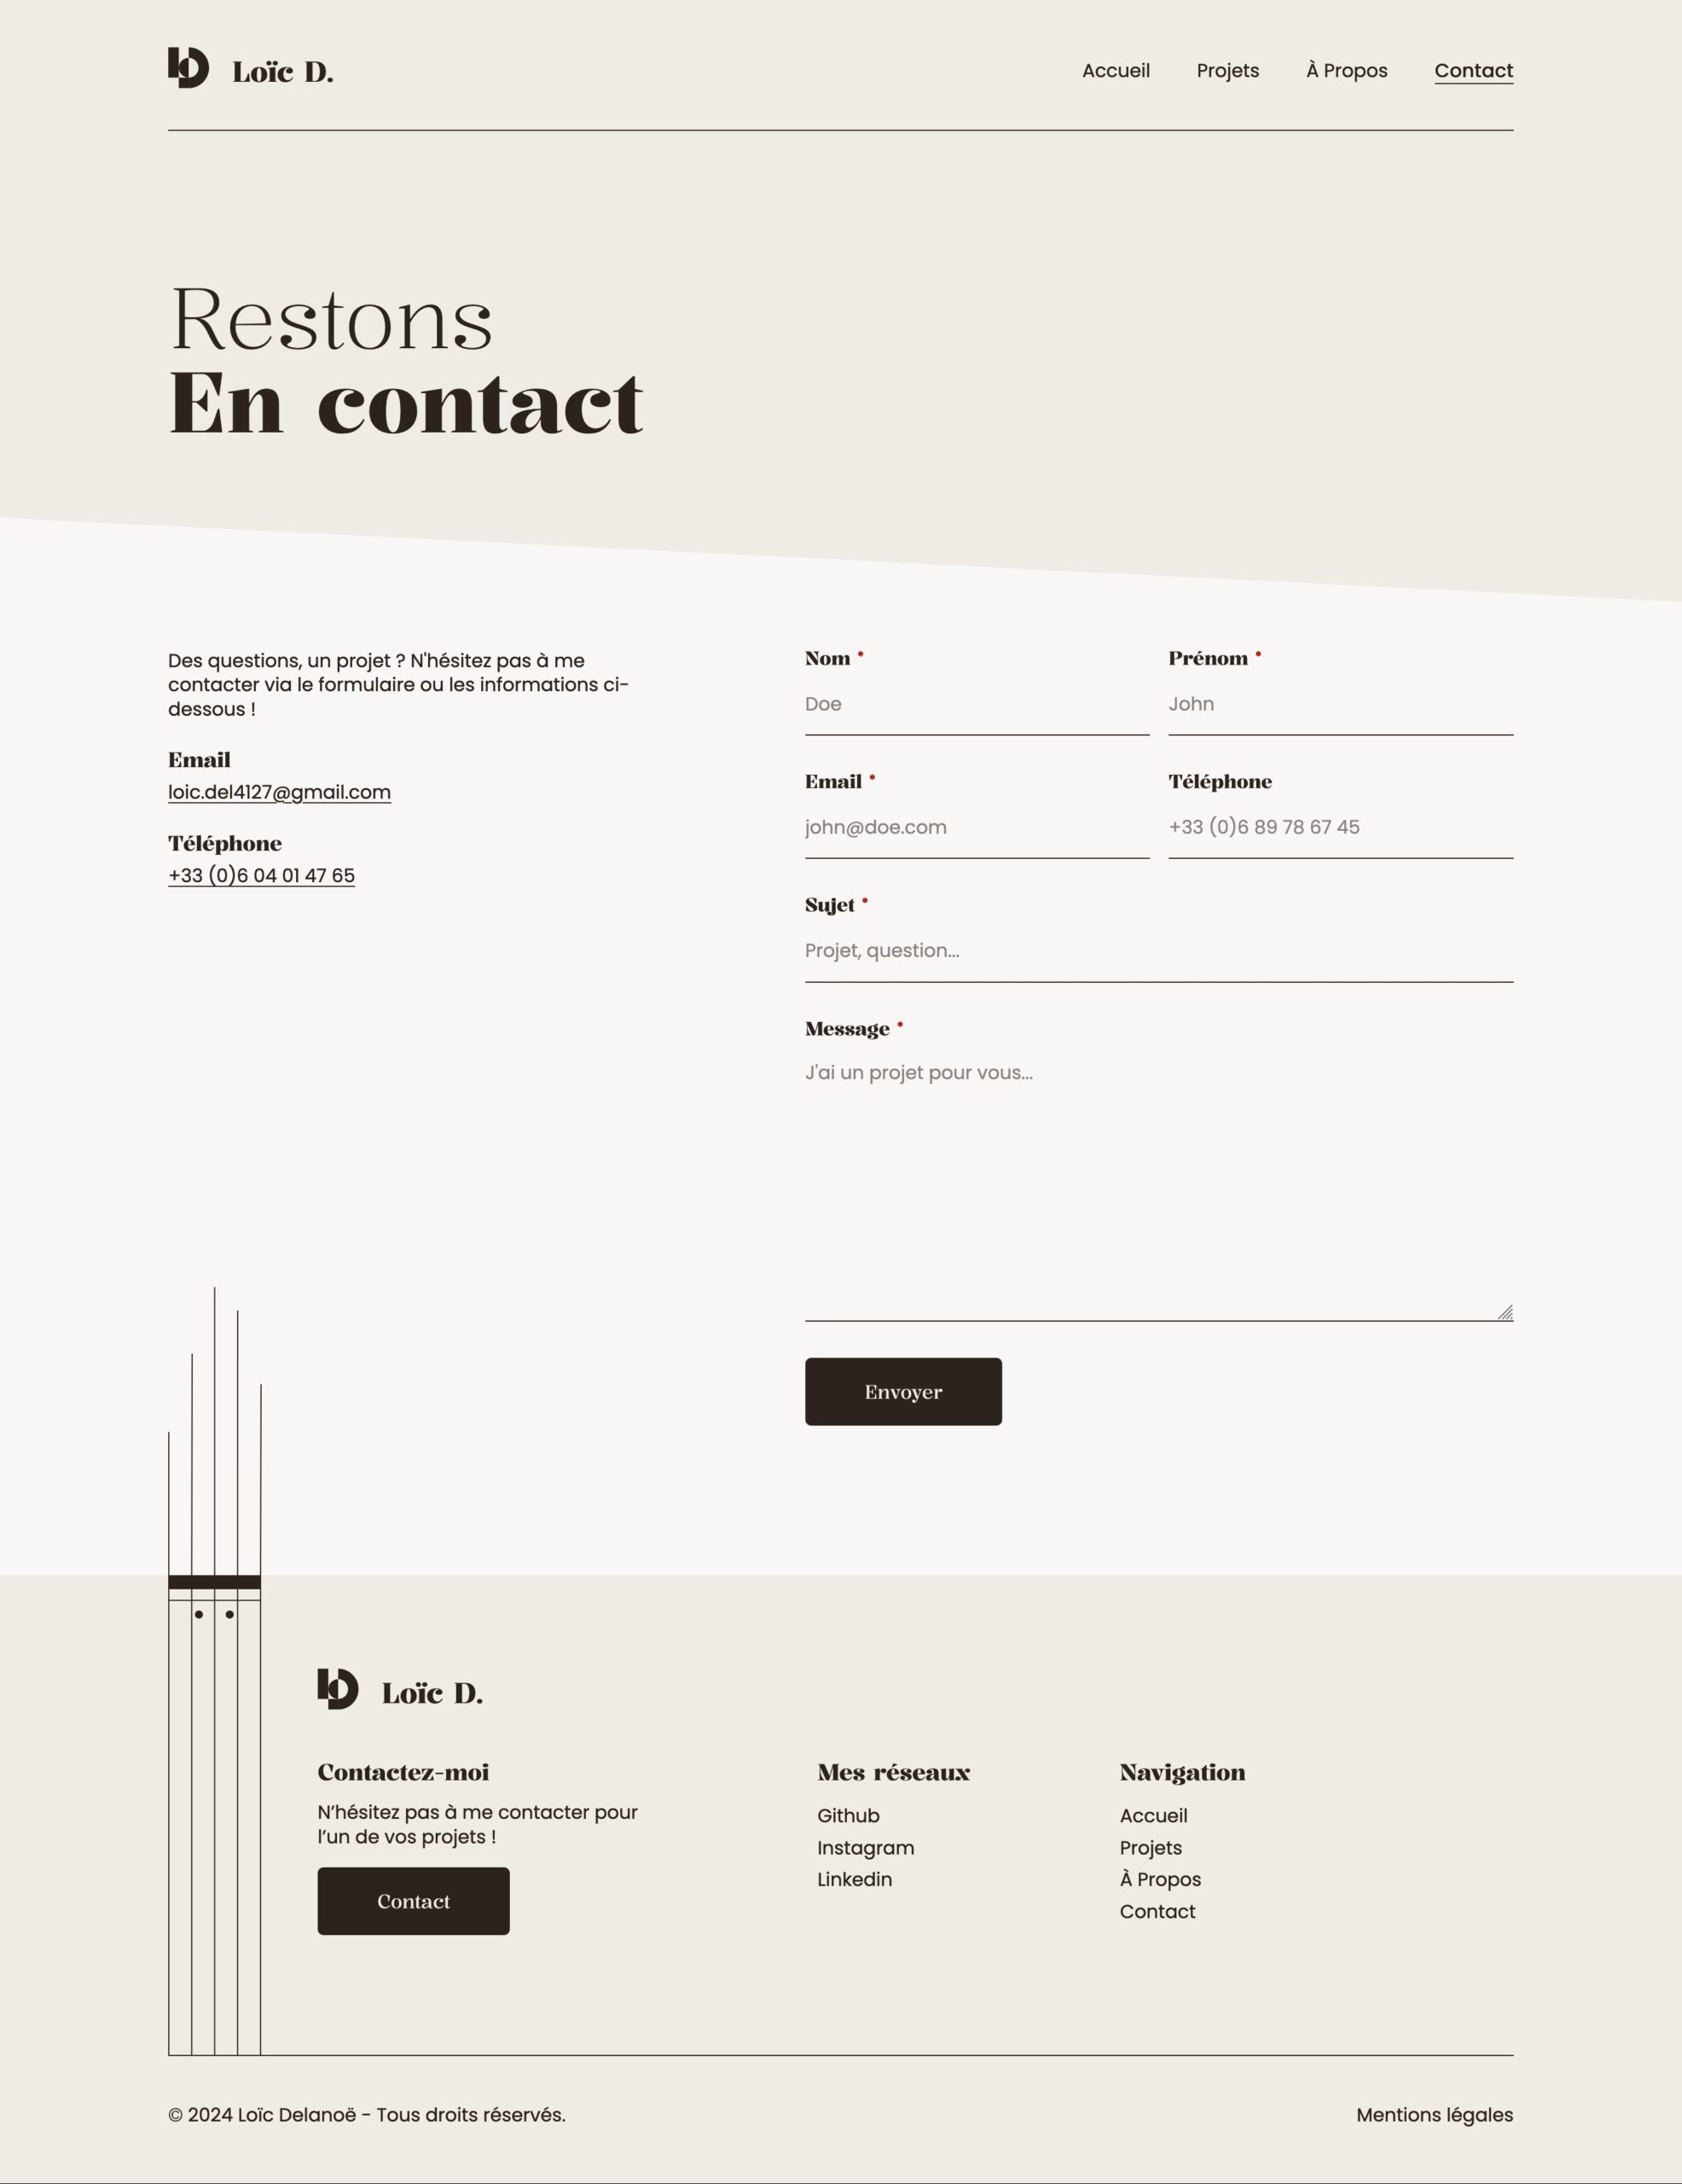 Loïc D.
Accueil
Projets
À Propos
Contact
Restons
En contact
Des questions, un projet ? N'hésitez pas à me
contacter via le formulaire ou les informations ci-
dessous !
Email
loic.del4127@gmail.com
Téléphone
+33 (0)6 04 01 47 65
Nom *
Doe
Prénom *
John
Email *
john@doe.com
Téléphone
+33 (0)6 89 78 67 45
Sujet *
Projet, question...
Message *
J'ai un projet pour vous...
Envoyer
Loïc D.
Contactez-moi
N’hésitez pas à me contacter pour
l’un de vos projets !
Contact
Mes réseaux
Github
Instagram
Linkedin
Navigation
Accueil
Projets
À Propos
Contact
© 2024 Loïc Delanoë - Tous droits réservés.
Mentions légales